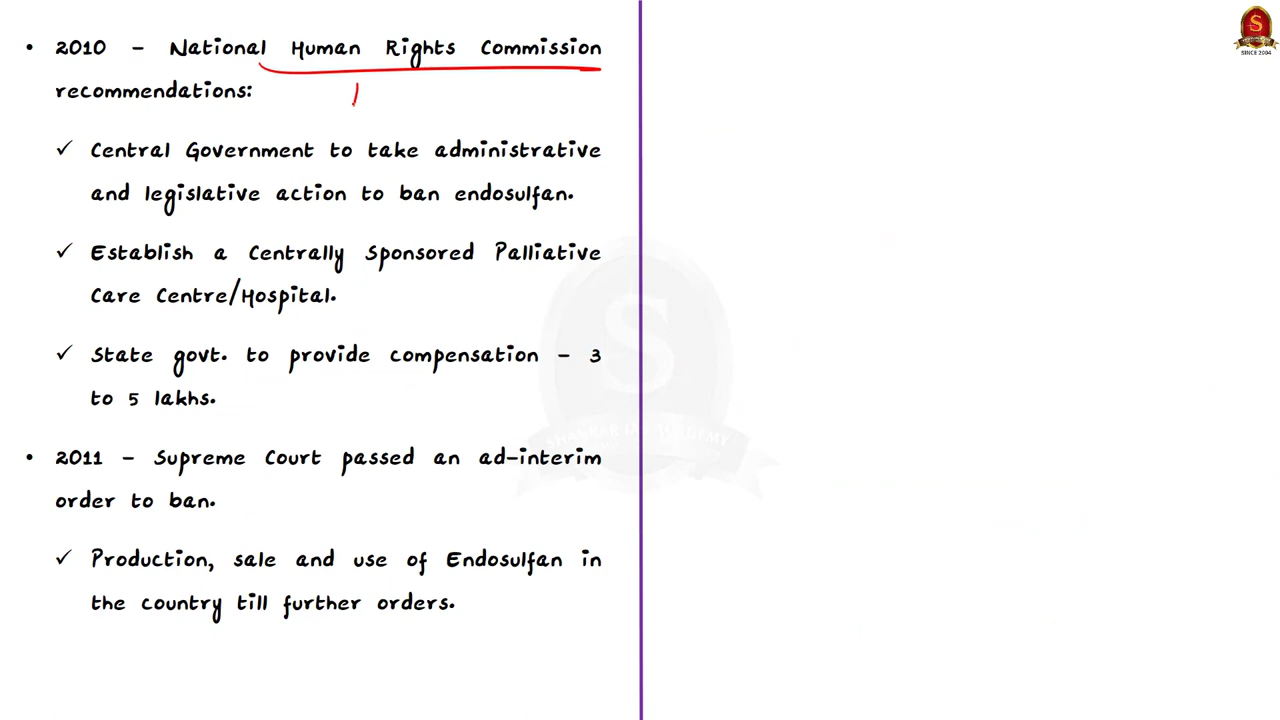 • 2010 – National Human Rights Commission
recommendations:
✓ Central Government to take administrative
and legislative action to ban endosulfan.
✓ Establish a Centrally Sponsored Palliative
Care Centre/Hospital.
✓ State govt. to provide compensation – 3
to 5 lakhs.
• 2011 – Supreme Court passed an ad-interim
order to ban.
✓ Production, sale and use of Endosulfan in
the country till further orders.
S
SINCE 2004
S